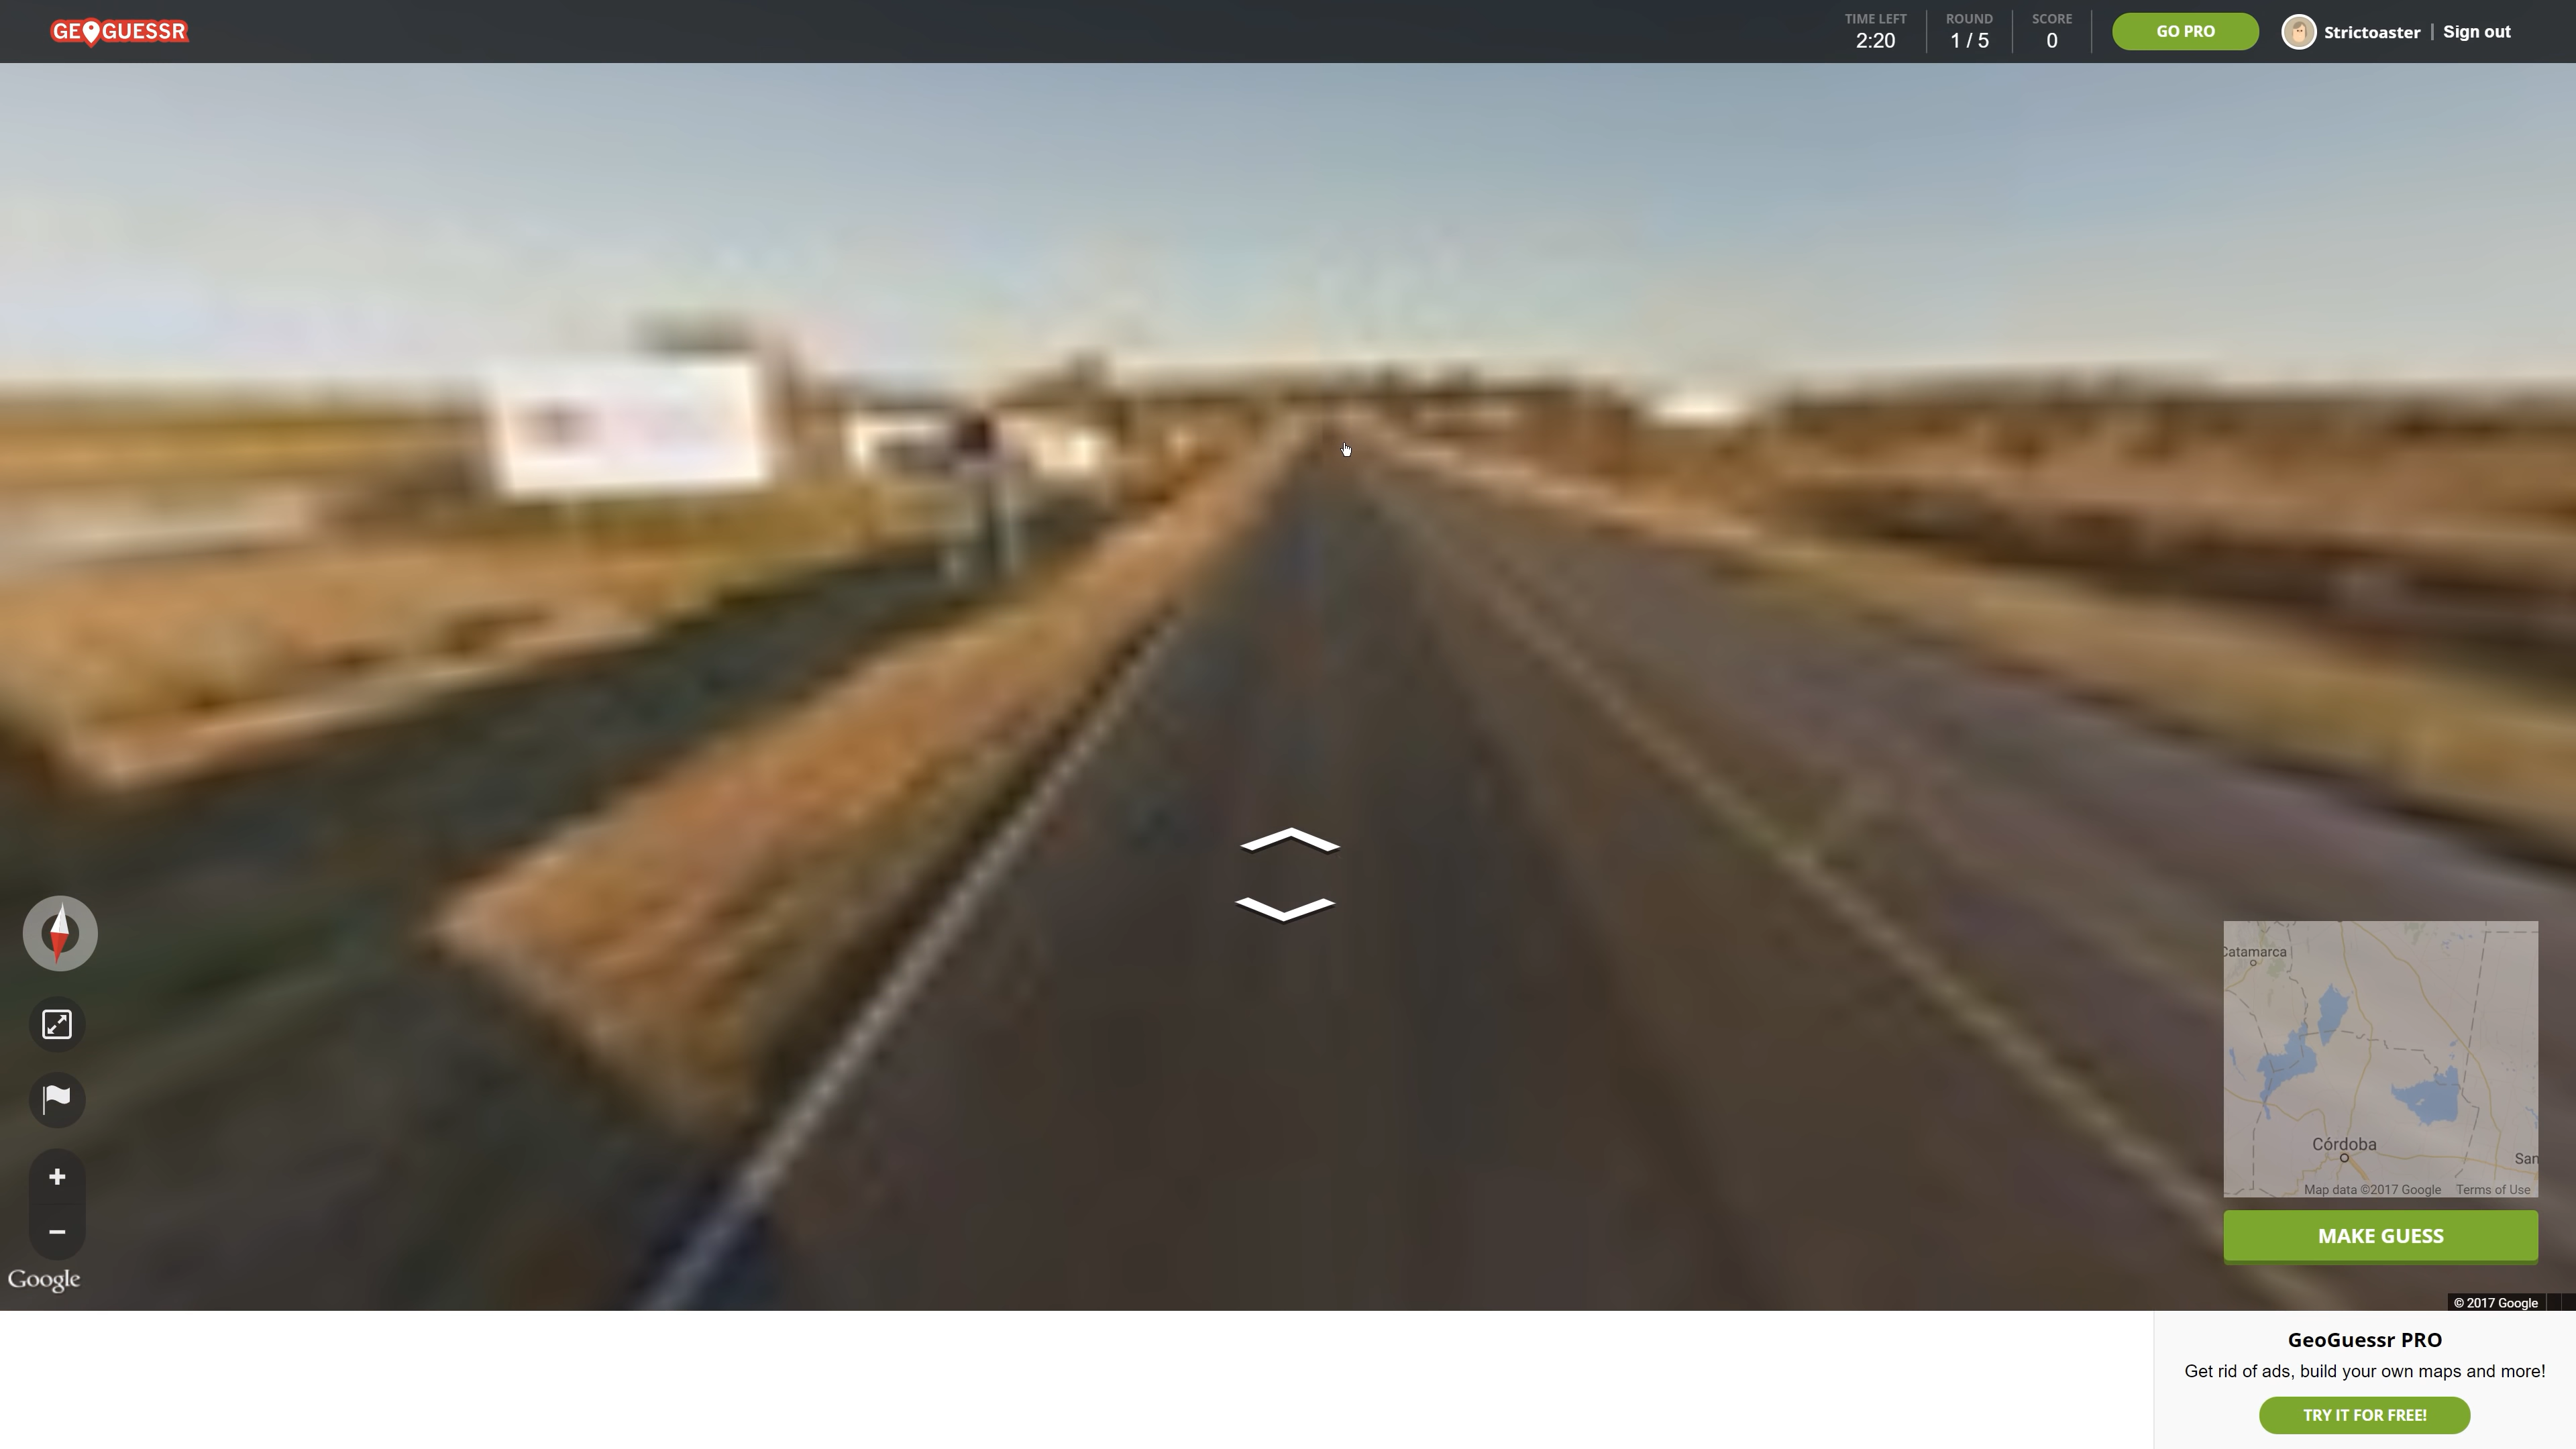 GEOGUESSR
TIME LEFT
2:20
ROUND
1 / 5
SCORE
0
GO PRO
Strictoaster
Sign out
Catamarca
Córdoba
San
Map data ©2017 Google
Terms of Use
MAKE GUESS
Google
© 2017 Google
GeoGuessr PRO
Get rid of ads, build your own maps and more!
TRY IT FOR FREE!